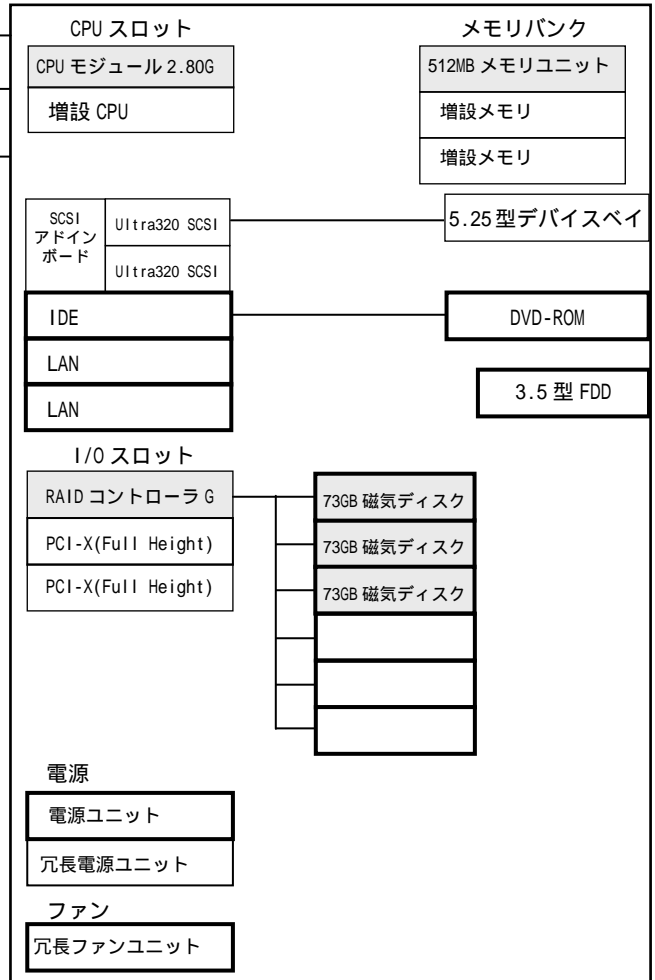 CPU スロット
メモリバンク
CPU モジュール 2.80G
増設 CPU
512MB メモリユニット
増設メモリ
増設メモリ
SCSI
アドイン
ボード
Ultra320 SCSI
Ultra320 SCSI
5.25型デバイスベイ
IDE
DVD-ROM
LAN
LAN
3.5 型 FDD
I/O スロット
RAID コントローラ G
PCI-X(Full Height)
PCI-X(Full Height)
73GB 磁気ディスク
73GB 磁気ディスク
73GB 磁気ディスク
電源
電源ユニット
冗長電源ユニット
ファン
冗長ファンユニット